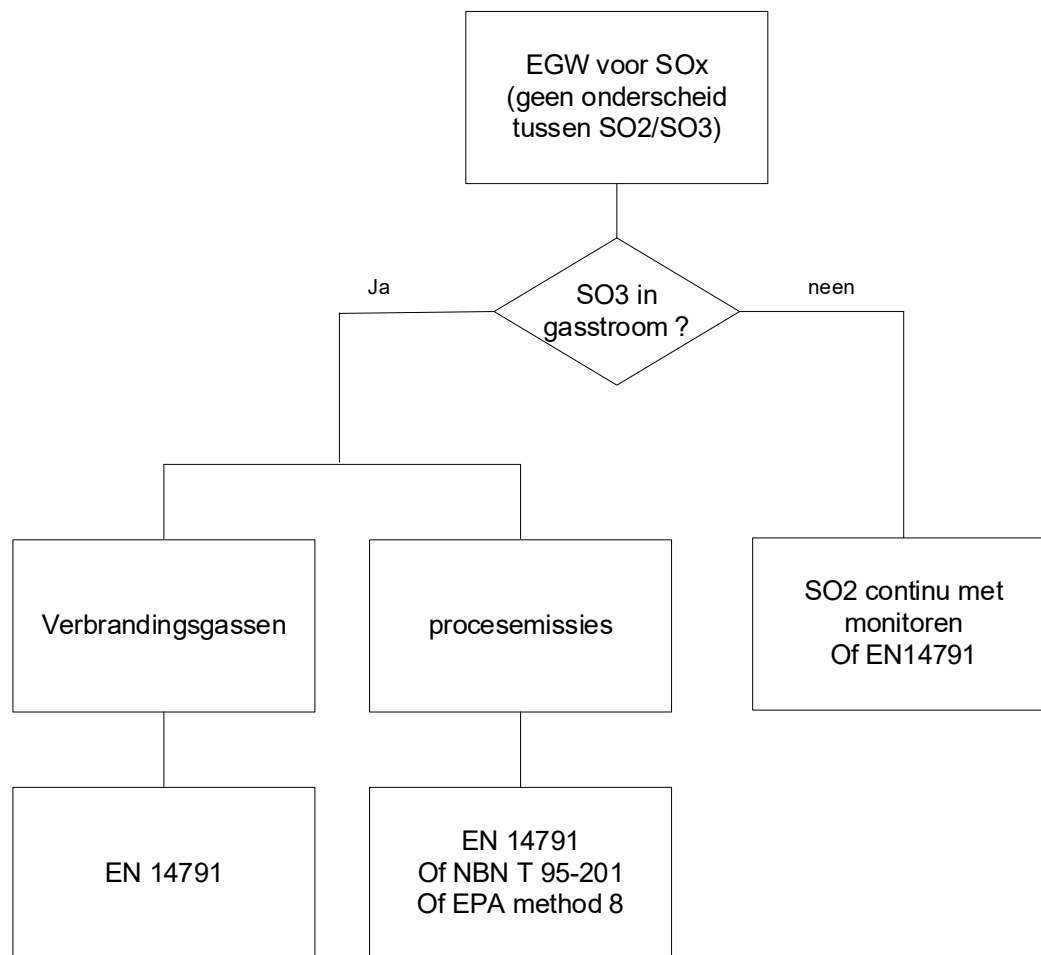 EGW voor SOx
(geen onderscheid
tussen SO2/SO3)
Ja
SO3 in
gasstroom ?
neen
Verbrandingsgassen
procesemissies
SO2 continu met
monitoren
Of EN14791
EN 14791
EN 14791
Of NBN T 95-201
Of EPA method 8